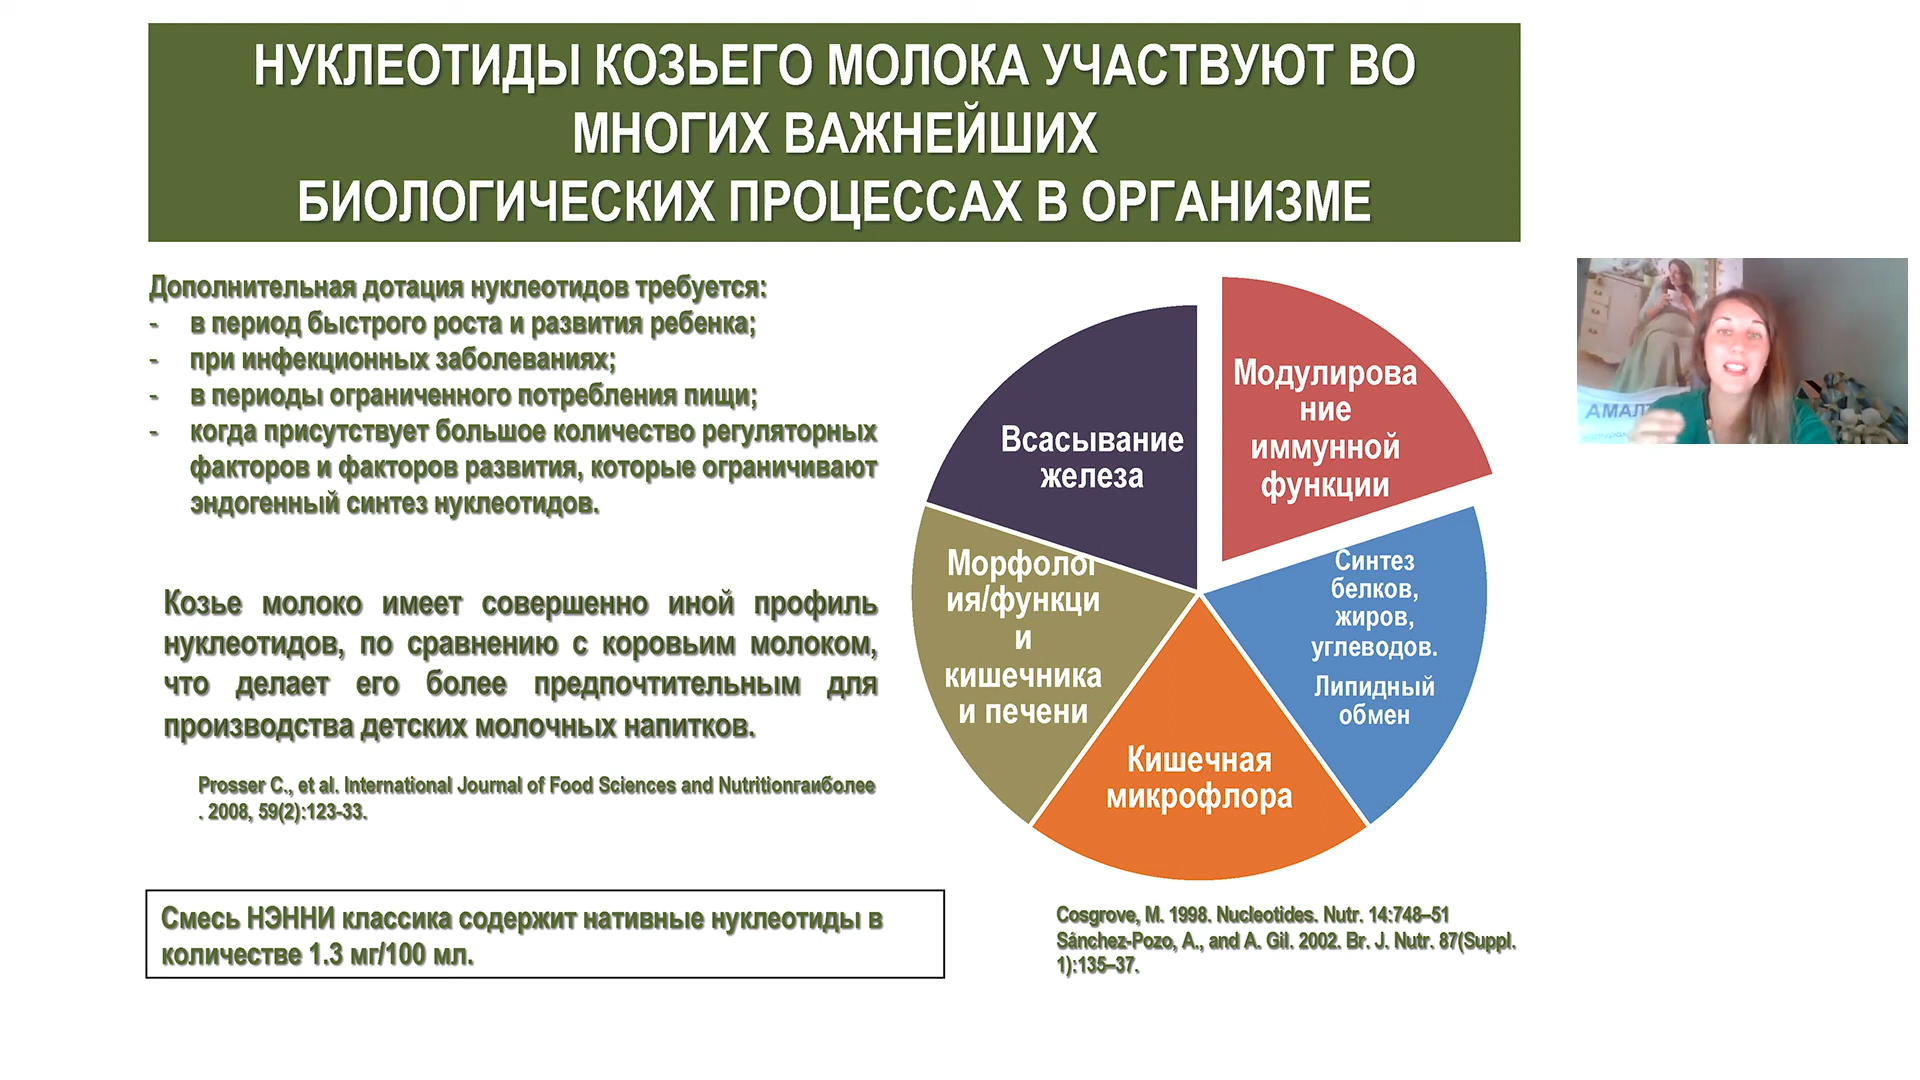 НУКЛЕОТИДЫ КОЗЬЕГО МОЛОКА УЧАСТВУЮТ ВО
МНОГИХ ВАЖНЕЙШИХ
БИОЛОГИЧЕСКИХ ПРОЦЕССАХ В ОРГАНИЗМЕ
Дополнительная дотация нуклеотидов требуется:
- в период быстрого роста и развития ребенка;
- при инфекционных заболеваниях;
- в периоды ограниченного потребления пищи;
- когда присутствует большое количество регуляторных
факторов и факторов развития, которые ограничивают
эндогенный синтез нуклеотидов.
Козье молоко имеет совершенно иной профиль
нуклеотидов, по сравнению с коровьим молоком,
что делает его более предпочтительным для
производства детских молочных напитков.
Prosser C., et al. International Journal of Food Sciences and Nutritionгаиболее
. 2008, 59(2):123-33.
Смесь НЭННИ классика содержит нативные нуклеотиды в
количестве 1.3 мг/100 мл.
Модулирова
ние
иммунной
функции
Синтез
белков,
жиров,
углеводов.
Липидный
обмен
Кишечная
микрофлора
Морфолог
ия/функци
и
кишечника
и печени
Всасывание
железа
Cosgrove, M. 1998. Nucleotides. Nutr. 14:748–51
Sánchez-Pozo, A., and A. Gil. 2002. Br. J. Nutr. 87(Suppl.
1):135–37.